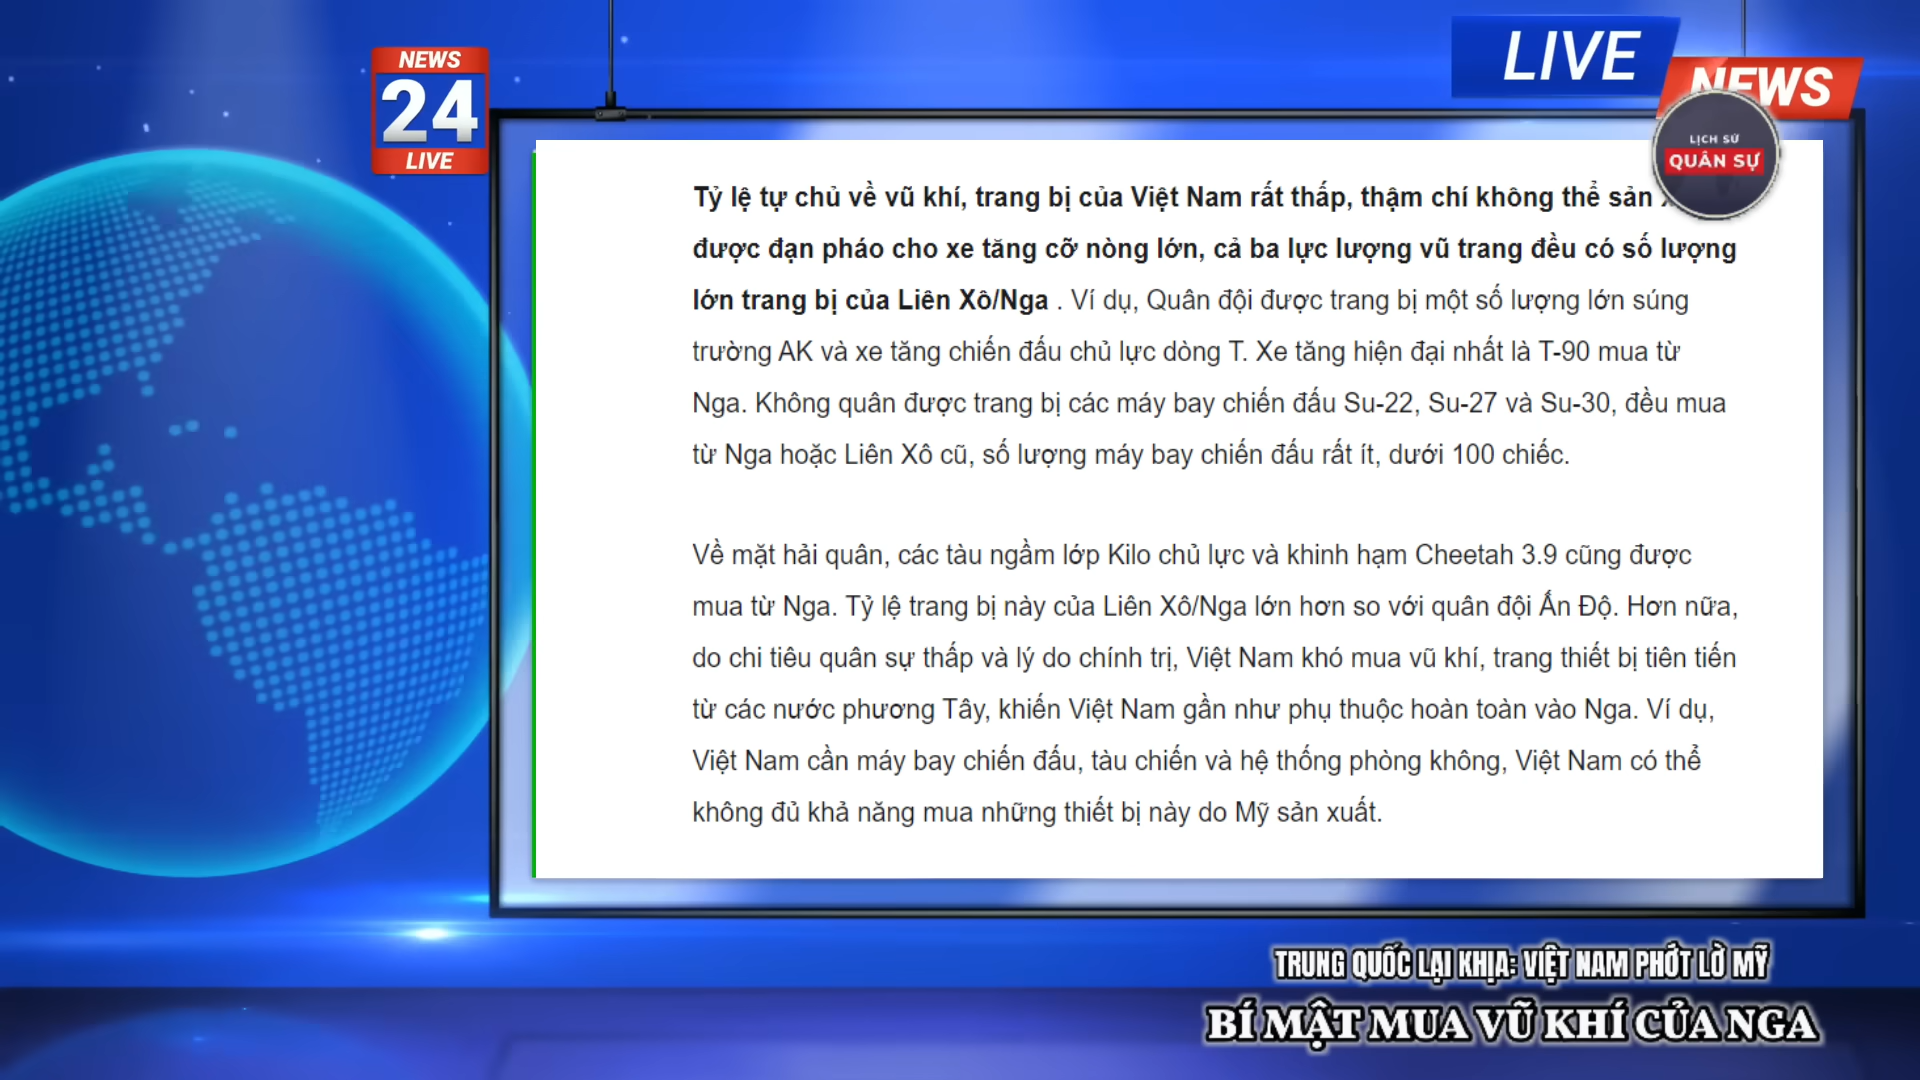 NEWS
24
LIVE
LIVE
NEWS
LỊCH SỬ
QUÂN SỰ
Tỷ lệ tự chủ về vũ khí, trang bị của Việt Nam rất thấp, thậm chí không thể sản
được đạn pháo cho xe tăng cỡ nòng lớn, cả ba lực lượng vũ trang đều có số lượng
lớn trang bị của Liên Xô/Nga . Ví dụ, Quân đội được trang bị một số lượng lớn súng
trường AK và xe tăng chiến đấu chủ lực dòng T. Xe tăng hiện đại nhất là T-90 mua từ
Nga. Không quân được trang bị các máy bay chiến đấu Su-22, Su-27 và Su-30, đều mua
từ Nga hoặc Liên Xô cũ, số lượng máy bay chiến đấu rất ít, dưới 100 chiếc.
Về mặt hải quân, các tàu ngầm lớp Kilo chủ lực và khinh hạm Cheetah 3.9 cũng được
mua từ Nga. Tỷ lệ trang bị này của Liên Xô/Nga lớn hơn so với quân đội Ấn Độ. Hơn nữa,
do chi tiêu quân sự thấp và lý do chính trị, Việt Nam khó mua vũ khí, trang thiết bị tiên tiến
từ các nước phương Tây, khiến Việt Nam gần như phụ thuộc hoàn toàn vào Nga. Ví dụ,
Việt Nam cần máy bay chiến đấu, tàu chiến và hệ thống phòng không, Việt Nam có thể
không đủ khả năng mua những thiết bị này do Mỹ sản xuất.
TRUNG QUỐC LẠI KHỊA: VIỆT NAM PHỚT LỜ MỸ
BÍ MẬT MUA VŨ KHÍ CỦA NGA